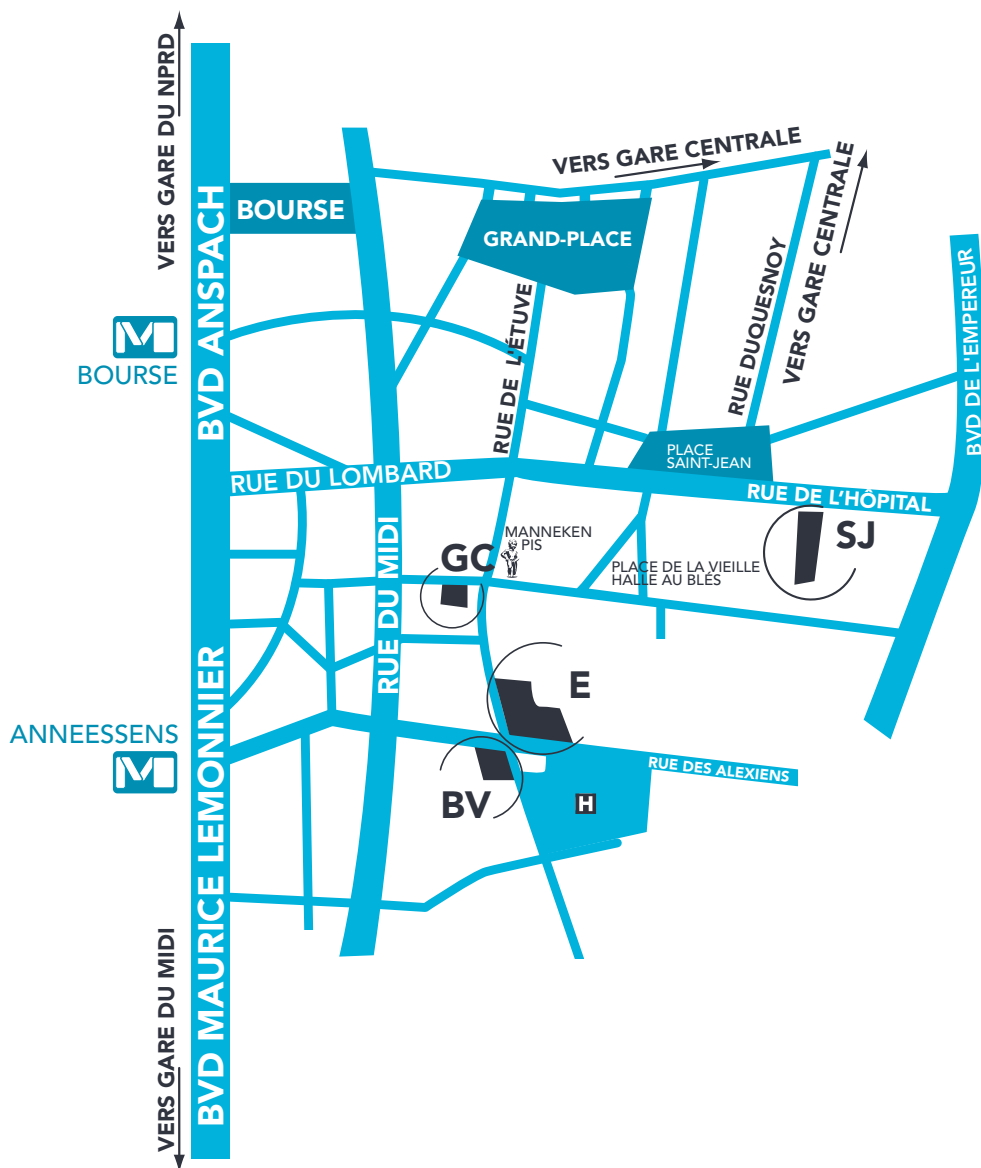 VERS GARE DU NPRD
VERS GARE CENTRALE
BVD ANSPACH
BOURSE
GRAND-PLACE
VERS GARE CENTRALE
RUE DUQUESNOY
RUE DE L'ÉTUVE
BVD DE L'EMPEREUR
BOURSE
PLACE
SAINT-JEAN
RUE DU LOMBARD
RUE DE L'HÔPITAL
RUE DU MIDI
MANNEKEN
PIS
GC
SJ
PLACE DE LA VIEILLE
HALLE AU BLÉS
E
ANNEESSENS
BVD MAURICE LEMONNIER
RUE DES ALEXIENS
BV
H
VERS GARE DU MIDI